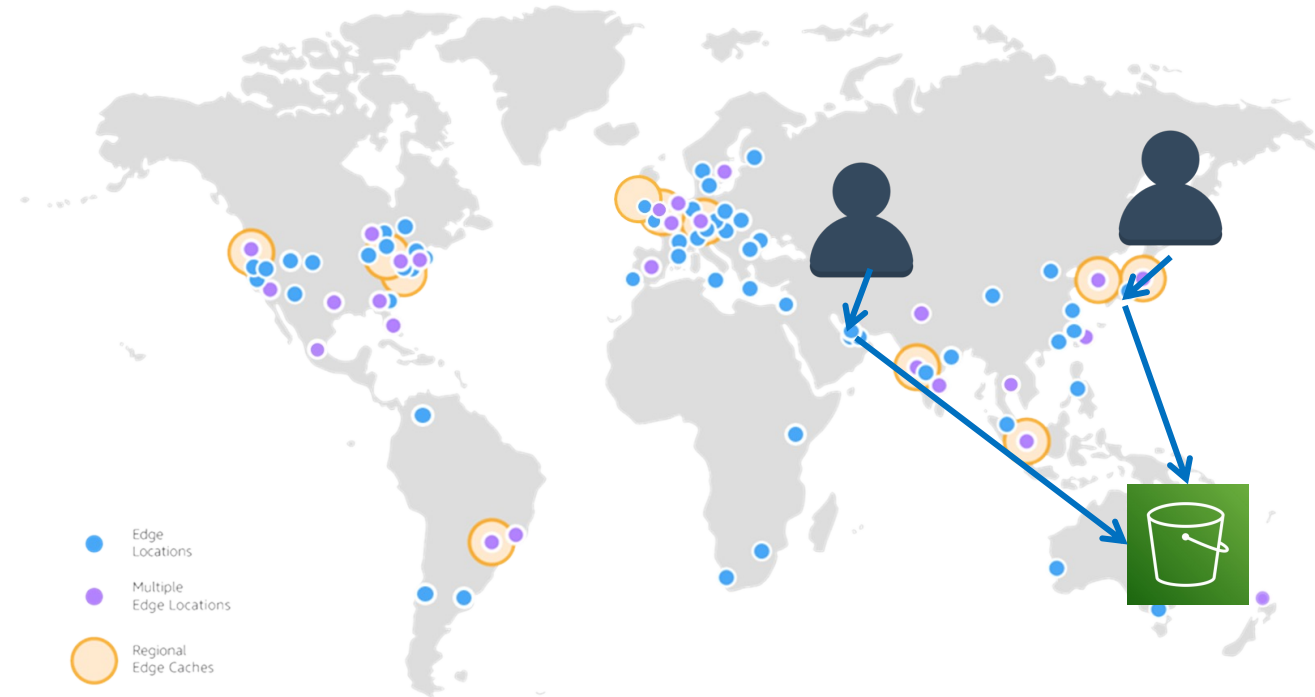 Edge
Locations
Multiple
Edge Locations
Regional
Edge Caches